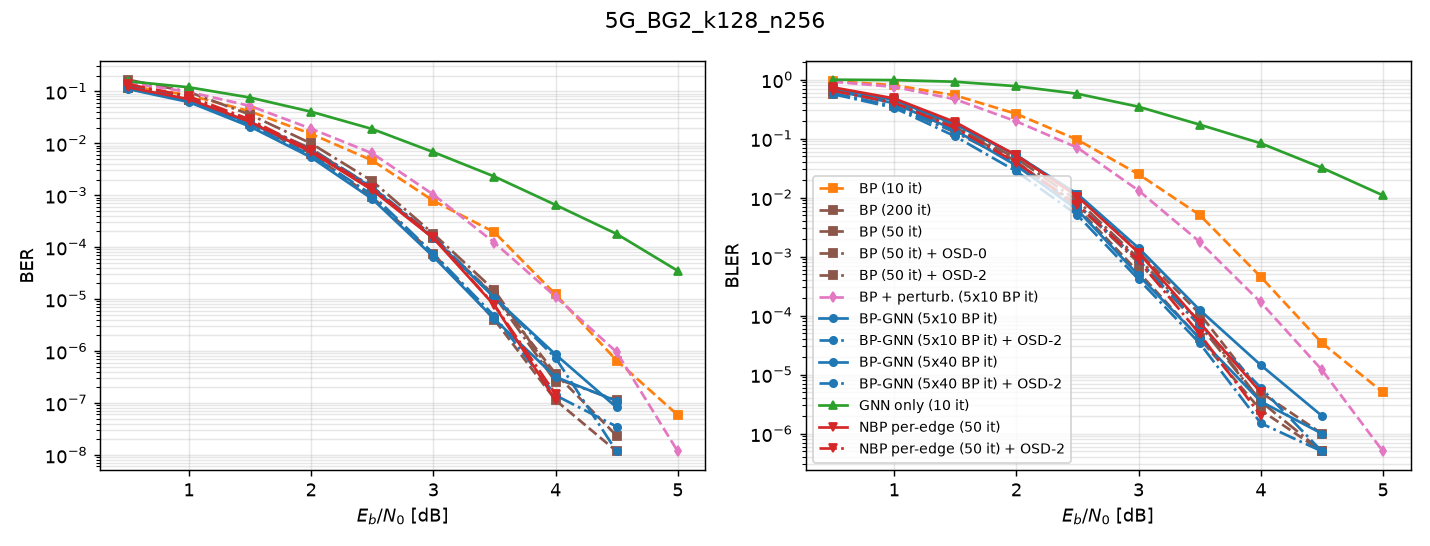 5G_BG2_k128_n256
BER
10⁻¹
10⁻²
10⁻³
10⁻⁴
10⁻⁵
10⁻⁶
10⁻⁷
10⁻⁸
1 2 3 4 5
E_b/N_0 [dB]
BLER
10⁰
10⁻¹
10⁻²
10⁻³
10⁻⁴
10⁻⁵
10⁻⁶
BP (10 it)
BP (200 it)
BP (50 it)
BP (50 it) + OSD-0
BP (50 it) + OSD-2
BP + perturb. (5x10 BP it)
BP-GNN (5x10 BP it)
BP-GNN (5x10 BP it) + OSD-2
BP-GNN (5x40 BP it)
BP-GNN (5x40 BP it) + OSD-2
GNN only (10 it)
NBP per-edge (50 it)
NBP per-edge (50 it) + OSD-2
1 2 3 4 5
E_b/N_0 [dB]